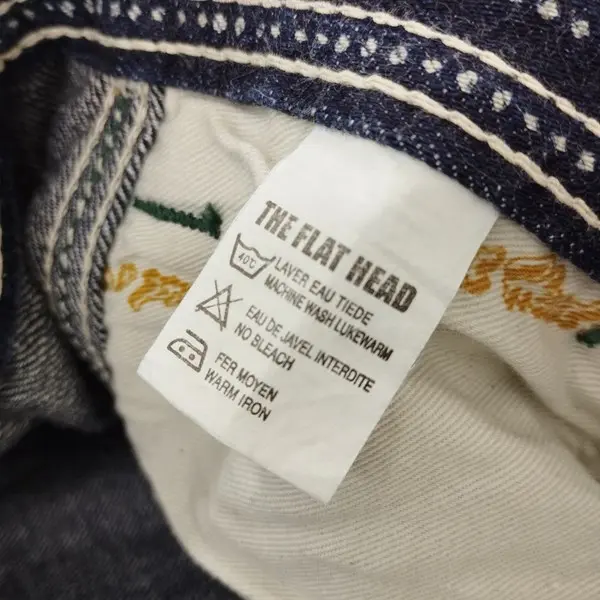 THE FLAT HEAD
40℃
LAVER EAU TIEDE
MACHINE WASH LUKEWARM
EAU DE JAVEL INTERDITE
NO BLEACH
FER MOYEN
WARM IRON